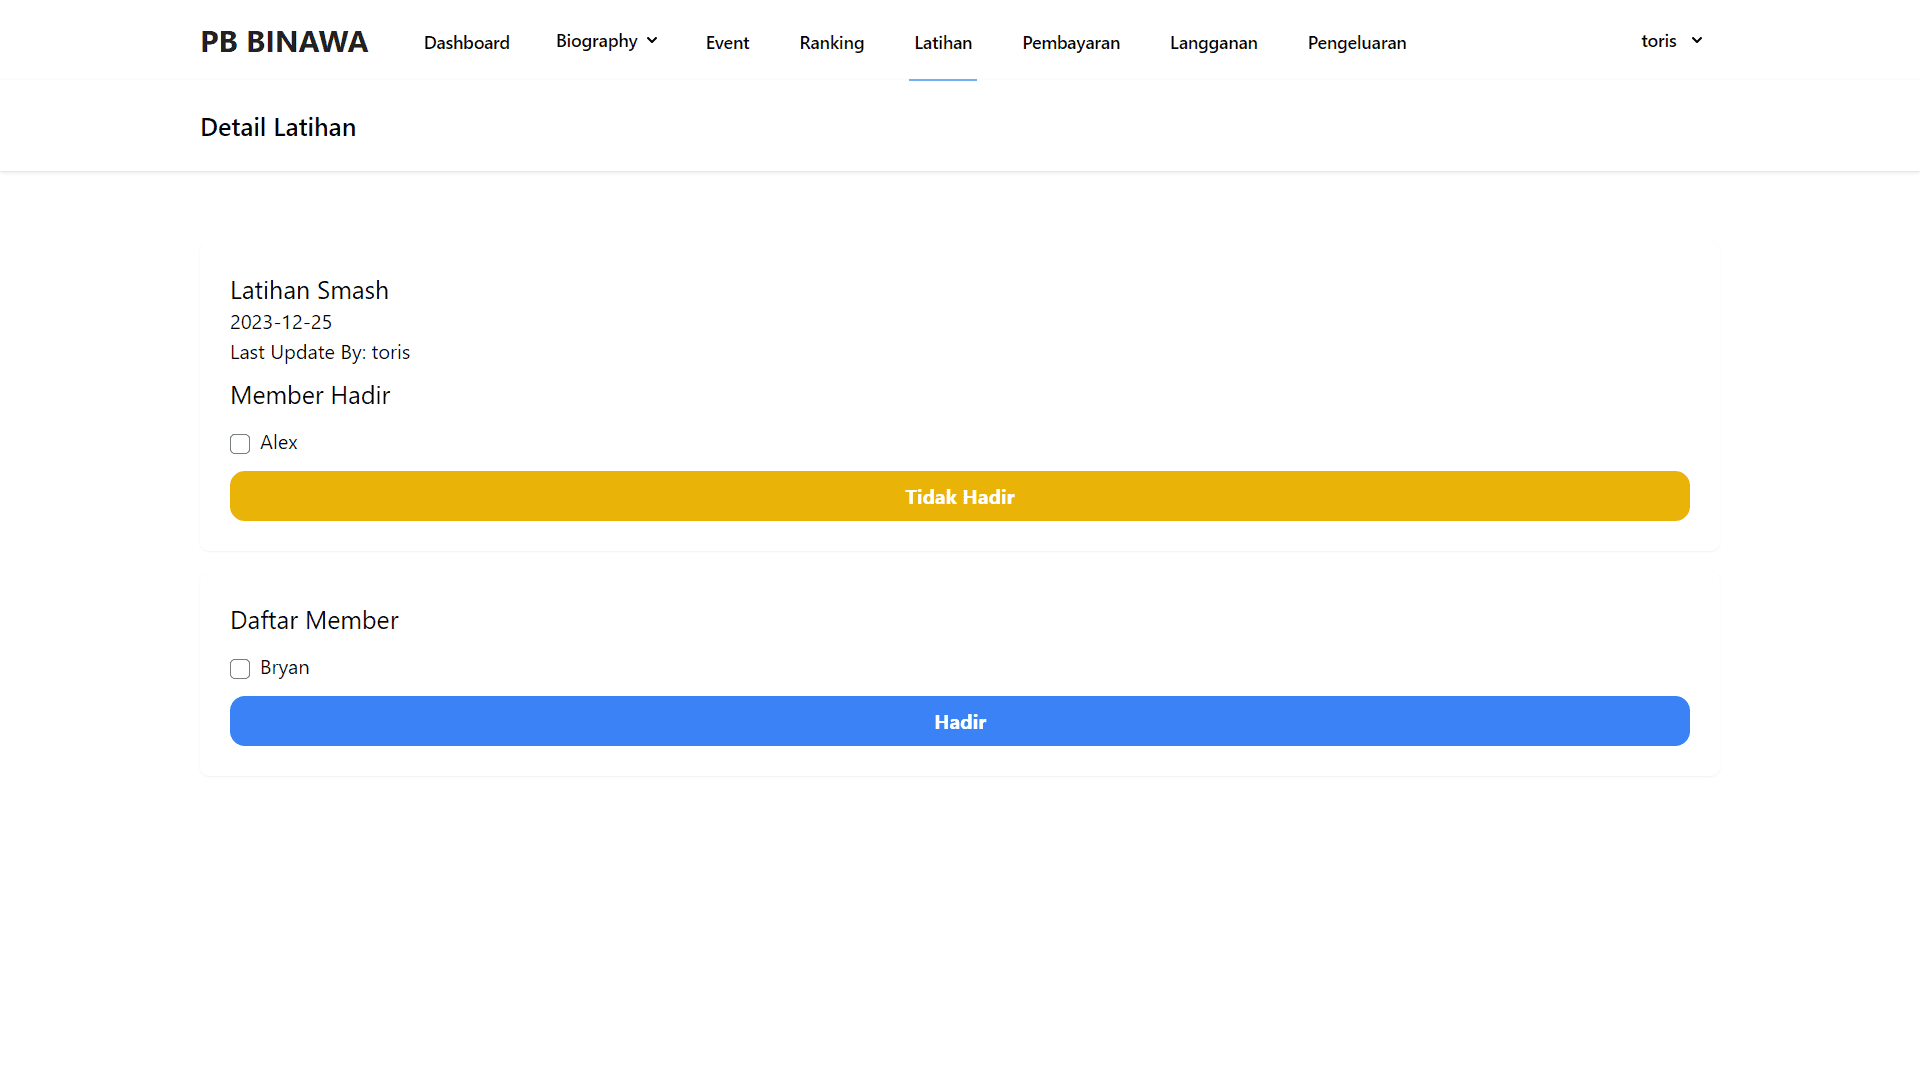 PB BINAWA Dashboard Biography Event Ranking Latihan Pembayaran Langganan Pengeluaran toris
Detail Latihan
Latihan Smash
2023-12-25
Last Update By: toris
Member Hadir
Alex
Tidak Hadir
Daftar Member
Bryan
Hadir